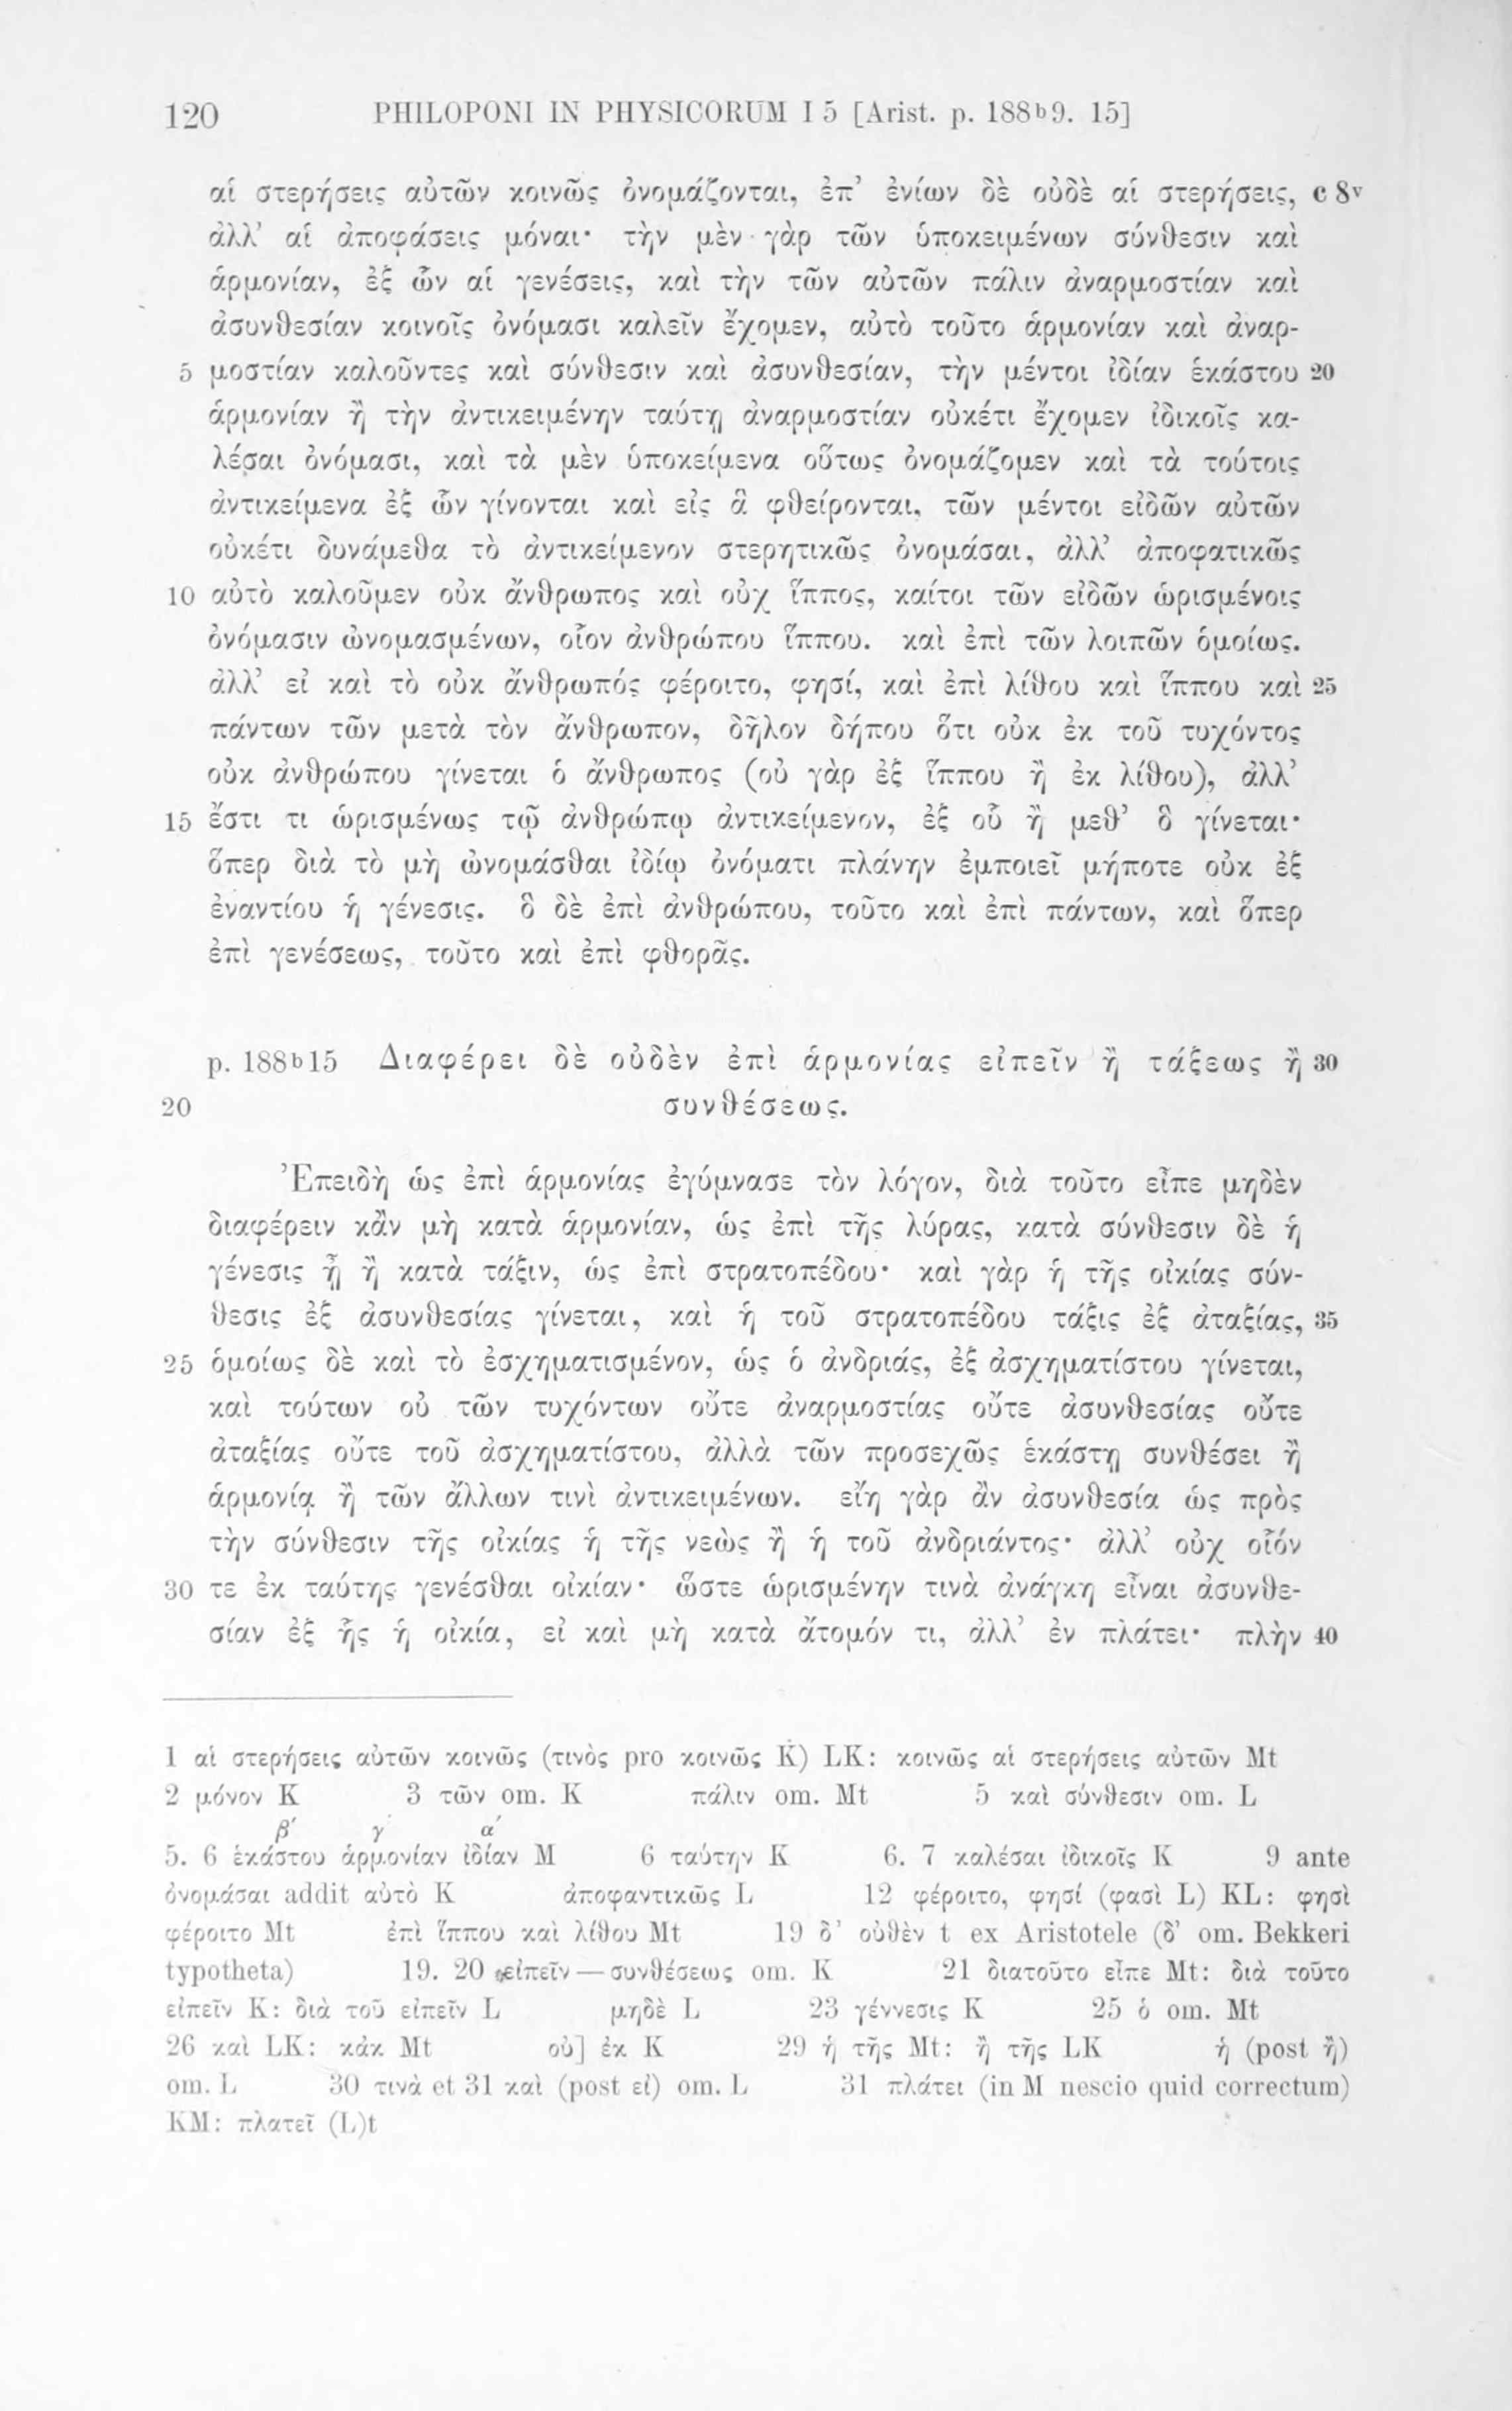 120 PHILOPONI IN PHYSICORUM I 5 [Arist. p. 188b9. 15]
αἱ στερήσεις αὐτῶν κοινῶς ὀνομάζονται, ἐπ’ ἐνίων δὲ οὐδὲ αἱ στερήσεις, c 8v
ἀλλ’ αἱ ἀποφάσεις μόναι· τὴν μὲν γὰρ τῶν ὑποκειμένων σύνθεσιν καὶ
ἁρμονίαν, ἐξ ὧν αἱ γενέσεις, καὶ τὴν τῶν αὐτῶν πάλιν ἀναρμοστίαν καὶ
ἀσυνθεσίαν κοινοῖς ὀνόμασι καλεῖν ἔχομεν, αὐτὸ τοῦτο ἁρμονίαν καὶ ἀναρ-
5 μοστίαν καλοῦντες καὶ σύνθεσιν καὶ ἀσυνθεσίαν, τὴν μέντοι ἰδίαν ἑκάστου 20
ἁρμονίαν ἢ τὴν ἀντικειμένην ταύτῃ ἀναρμοστίαν οὐκέτι ἔχομεν ἰδικοῖς κα-
λέσαι ὀνόμασι, καὶ τὰ μὲν ὑποκείμενα οὕτως ὀνομάζομεν καὶ τὰ τούτοις
ἀντικείμενα ἐξ ὧν γίνονται καὶ εἰς ἃ φθείρονται, τῶν μέντοι εἰδῶν αὐτῶν
οὐκέτι δυνάμεθα τὸ ἀντικείμενον στερητικῶς ὀνομάσαι, ἀλλ’ ἀποφατικῶς
10 αὐτὸ καλοῦμεν οὐκ ἄνθρωπος καὶ οὐχ ἵππος, καίτοι τῶν εἰδῶν ὡρισμένοις
ὀνόμασιν ὠνομασμένων, οἷον ἀνθρώπου ἵππου. καὶ ἐπὶ τῶν λοιπῶν ὁμοίως.
ἀλλ’ εἰ καὶ τὸ οὐκ ἄνθρωπός φέροιτο, φησί, καὶ ἐπὶ λίθου καὶ ἵππου καὶ 25
πάντων τῶν μετὰ τὸν ἄνθρωπον, δῆλον δήπου ὅτι οὐκ ἐκ τοῦ τυχόντος
οὐκ ἀνθρώπου γίνεται ὁ ἄνθρωπος (οὐ γὰρ ἐξ ἵππου ἢ ἐκ λίθου), ἀλλ’
15 ἔστι τι ὡρισμένως τῷ ἀνθρώπῳ ἀντικείμενον, ἐξ οὗ ἢ μεθ’ ὃ γίνεται·
ὅπερ διὰ τὸ μὴ ὠνομάσθαι ἰδίῳ ὀνόματι πλάνην ἐμποιεῖ μήποτε οὐκ ἐξ
ἐναντίου ἡ γένεσις. ὃ δὲ ἐπὶ ἀνθρώπου, τοῦτο καὶ ἐπὶ πάντων, καὶ ὅπερ
ἐπὶ γενέσεως, τοῦτο καὶ ἐπὶ φθορᾶς.
p. 188b15 Διαφέρει δὲ οὐδὲν ἐπὶ ἁρμονίας εἰπεῖν ἢ τάξεως ἢ 30
20 συνθέσεως.
Ἐπειδὴ ὡς ἐπὶ ἁρμονίας ἐγύμνασε τὸν λόγον, διὰ τοῦτο εἶπε μηδὲν
διαφέρειν κἂν μὴ κατὰ ἁρμονίαν, ὡς ἐπὶ τῆς λύρας, κατὰ σύνθεσιν δὲ ἡ
γένεσις ᾖ ἢ κατὰ τάξιν, ὡς ἐπὶ στρατοπέδου· καὶ γὰρ ἡ τῆς οἰκίας σύν-
θεσις ἐξ ἀσυνθεσίας γίνεται, καὶ ἡ τοῦ στρατοπέδου τάξις ἐξ ἀταξίας, 35
25 ὁμοίως δὲ καὶ τὸ ἐσχηματισμένον, ὡς ὁ ἀνδριάς, ἐξ ἀσχηματίστου γίνεται,
καὶ τούτων οὐ τῶν τυχόντων οὔτε ἀναρμοστίας οὔτε ἀσυνθεσίας οὔτε
ἀταξίας οὔτε τοῦ ἀσχηματίστου, ἀλλὰ τῶν προσεχῶς ἑκάστῃ συνθέσει ἢ
ἁρμονίᾳ ἢ τῶν ἄλλων τινὶ ἀντικειμένων. εἴη γὰρ ἂν ἀσυνθεσία ὡς πρὸς
τὴν σύνθεσιν τῆς οἰκίας ἡ τῆς νεὼς ἢ ἡ τοῦ ἀνδριάντος· ἀλλ’ οὐχ οἷόν
30 τε ἐκ ταύτης γενέσθαι οἰκίαν· ὥστε ὡρισμένην τινὰ ἀνάγκη εἶναι ἀσυνθε-
σίαν ἐξ ἧς ἡ οἰκία, εἰ καὶ μὴ κατὰ ἄτομόν τι, ἀλλ’ ἐν πλάτει· πλὴν 40
1 αἱ στερήσεις αὐτῶν κοινῶς (τινὸς pro κοινῶς K) LK: κοινῶς αἱ στερήσεις αὐτῶν Mt
2 μόνον K 3 τῶν om. K πάλιν om. Mt 5 καὶ σύνθεσιν om. L
β′ γ α′
5. 6 ἑκάστου ἁρμονίαν ἰδίαν M 6 ταύτην K 6. 7 καλέσαι ἰδικοῖς K 9 ante
ὀνομάσαι addit αὐτὸ K ἀποφαντικῶς L 12 φέροιτο, φησί (φασὶ L) KL: φησὶ
φέροιτο Mt ἐπὶ ἵππου καὶ λίθου Mt 19 δ’ οὐθὲν t ex Aristotele (δ’ om. Bekkeri
typotheta) 19. 20 εἰπεῖν — συνθέσεως om. K 21 διατοῦτο εἶπε Mt: διὰ τοῦτο
εἰπεῖν K: διὰ τοῦ εἰπεῖν L μηδὲ L 23 γέννεσις K 25 ὁ om. Mt
26 καὶ LK: κἀκ Mt οὐ] ἐκ K 29 ἡ τῆς Mt: ἢ τῆς LK ἡ (post ἢ)
om. L 30 τινὰ et 31 καὶ (post εἰ) om. L 31 πλάτει (in M nescio quid correctum)
KM: πλατεῖ (L)t